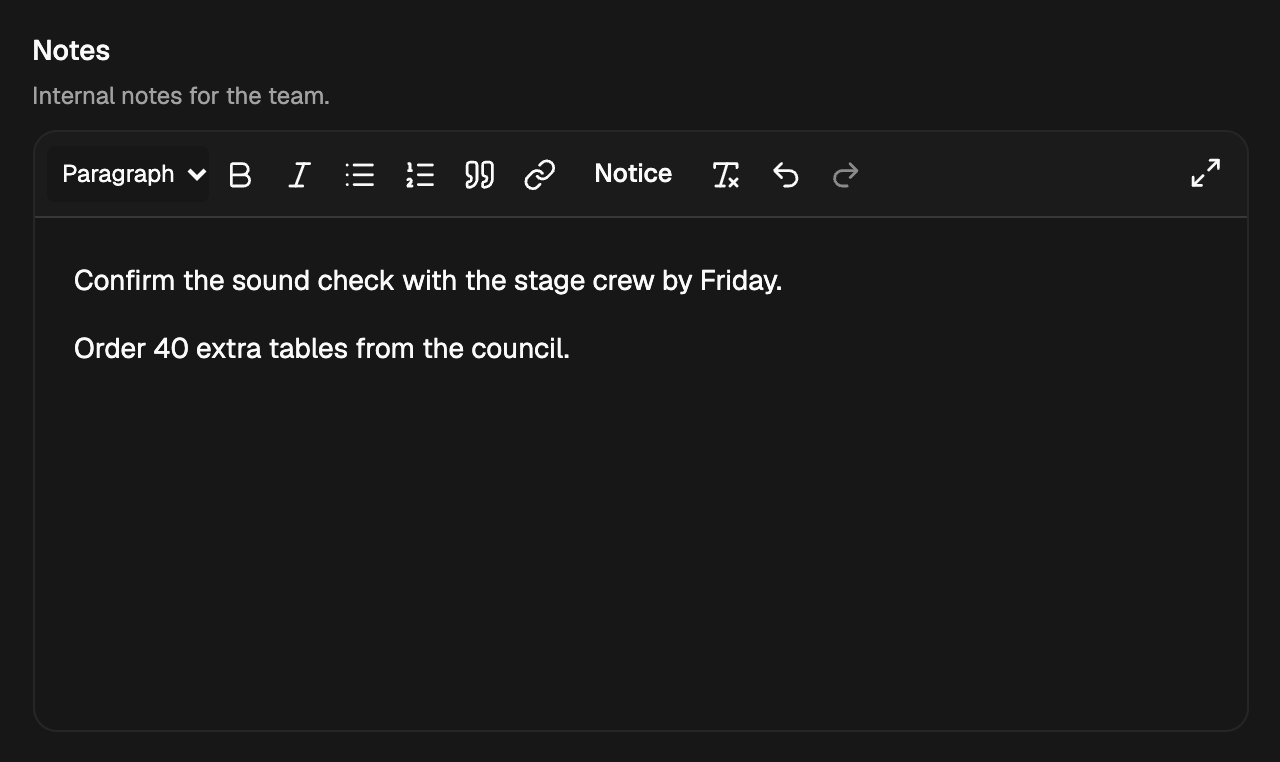 Notes
Internal notes for the team.
Paragraph Notice
Confirm the sound check with the stage crew by Friday.
Order 40 extra tables from the council.